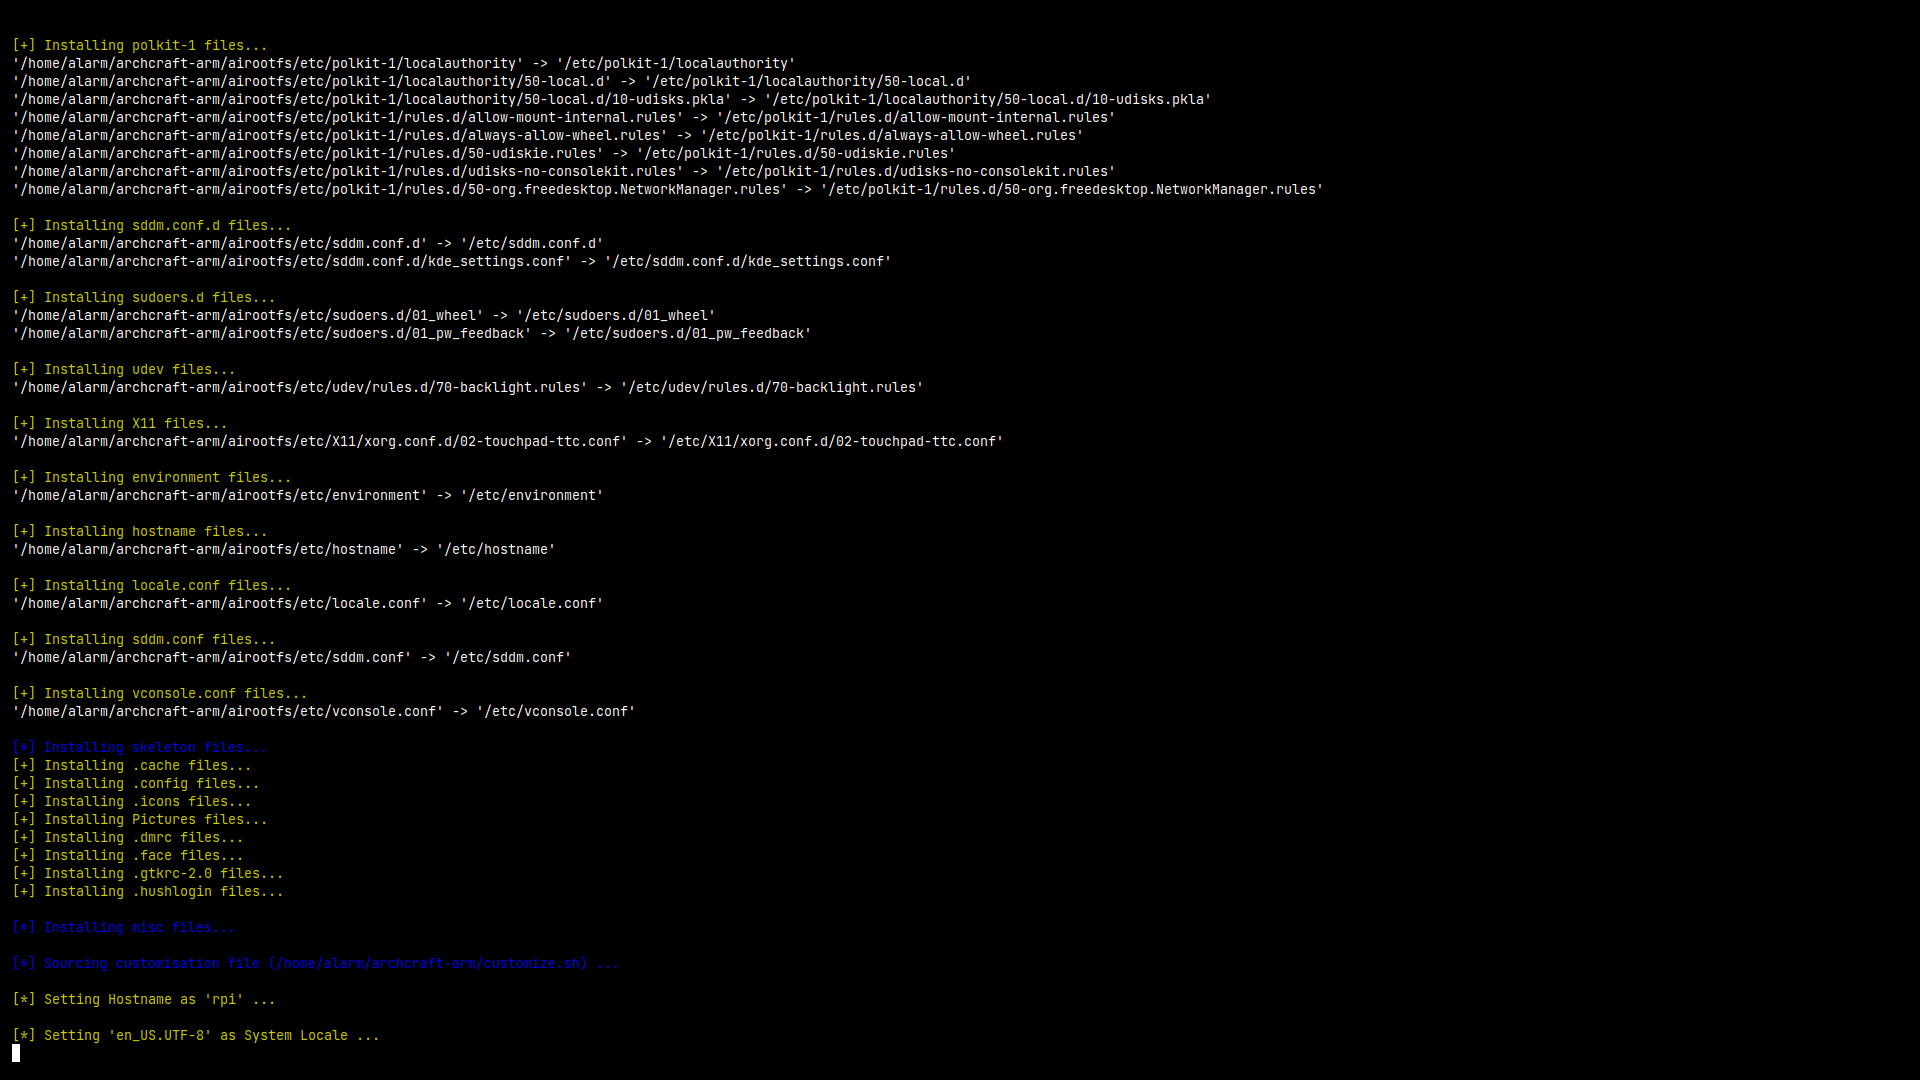 [+] Installing polkit-1 files...
'/home/alarm/archcraft-arm/airootfs/etc/polkit-1/localauthority' -> '/etc/polkit-1/localauthority'
'/home/alarm/archcraft-arm/airootfs/etc/polkit-1/localauthority/50-local.d' -> '/etc/polkit-1/localauthority/50-local.d'
'/home/alarm/archcraft-arm/airootfs/etc/polkit-1/localauthority/50-local.d/10-udisks.pkla' -> '/etc/polkit-1/localauthority/50-local.d/10-udisks.pkla'
'/home/alarm/archcraft-arm/airootfs/etc/polkit-1/rules.d/allow-mount-internal.rules' -> '/etc/polkit-1/rules.d/allow-mount-internal.rules'
'/home/alarm/archcraft-arm/airootfs/etc/polkit-1/rules.d/always-allow-wheel.rules' -> '/etc/polkit-1/rules.d/always-allow-wheel.rules'
'/home/alarm/archcraft-arm/airootfs/etc/polkit-1/rules.d/50-udiskie.rules' -> '/etc/polkit-1/rules.d/50-udiskie.rules'
'/home/alarm/archcraft-arm/airootfs/etc/polkit-1/rules.d/udisks-no-consolekit.rules' -> '/etc/polkit-1/rules.d/udisks-no-consolekit.rules'
'/home/alarm/archcraft-arm/airootfs/etc/polkit-1/rules.d/50-org.freedesktop.NetworkManager.rules' -> '/etc/polkit-1/rules.d/50-org.freedesktop.NetworkManager.rules'
[+] Installing sddm.conf.d files...
'/home/alarm/archcraft-arm/airootfs/etc/sddm.conf.d' -> '/etc/sddm.conf.d'
'/home/alarm/archcraft-arm/airootfs/etc/sddm.conf.d/kde_settings.conf' -> '/etc/sddm.conf.d/kde_settings.conf'
[+] Installing sudoers.d files...
'/home/alarm/archcraft-arm/airootfs/etc/sudoers.d/01_wheel' -> '/etc/sudoers.d/01_wheel'
'/home/alarm/archcraft-arm/airootfs/etc/sudoers.d/01_pw_feedback' -> '/etc/sudoers.d/01_pw_feedback'
[+] Installing udev files...
'/home/alarm/archcraft-arm/airootfs/etc/udev/rules.d/70-backlight.rules' -> '/etc/udev/rules.d/70-backlight.rules'
[+] Installing X11 files...
'/home/alarm/archcraft-arm/airootfs/etc/X11/xorg.conf.d/02-touchpad-ttc.conf' -> '/etc/X11/xorg.conf.d/02-touchpad-ttc.conf'
[+] Installing environment files...
'/home/alarm/archcraft-arm/airootfs/etc/environment' -> '/etc/environment'
[+] Installing hostname files...
'/home/alarm/archcraft-arm/airootfs/etc/hostname' -> '/etc/hostname'
[+] Installing locale.conf files...
'/home/alarm/archcraft-arm/airootfs/etc/locale.conf' -> '/etc/locale.conf'
[+] Installing sddm.conf files...
'/home/alarm/archcraft-arm/airootfs/etc/sddm.conf' -> '/etc/sddm.conf'
[+] Installing vconsole.conf files...
'/home/alarm/archcraft-arm/airootfs/etc/vconsole.conf' -> '/etc/vconsole.conf'
[*] Installing skeleton files...
[+] Installing .cache files...
[+] Installing .config files...
[+] Installing .icons files...
[+] Installing Pictures files...
[+] Installing .dmrc files...
[+] Installing .face files...
[+] Installing .gtkrc-2.0 files...
[+] Installing .hushlogin files...
[*] Installing misc files...
[*] Sourcing customisation file (/home/alarm/archcraft-arm/customize.sh) ...
[*] Setting Hostname as 'rpi' ...
[*] Setting 'en_US.UTF-8' as System Locale ...